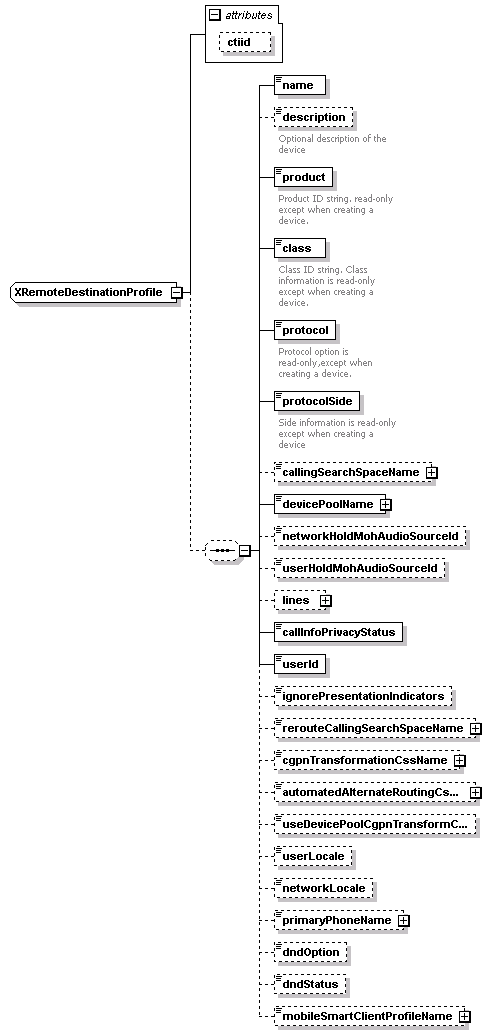 attributes
ctiid
name
description
Optional description of the
device
product
Product ID string. read-only
except when creating a
device.
class
Class ID string. Class
information is read-only
except when creating a
device.
XRemoteDestinationProfile
protocol
Protocol option is
read-only,except when
creating a device.
protocolSide
Side information is read-only
except when creating a
device
callingSearchSpaceName
devicePoolName
networkHoldMohAudioSourceId
userHoldMohAudioSourceId
lines
callInfoPrivacyStatus
userId
ignorePresentationIndicators
rerouteCallingSearchSpaceName
cgpnTransformationCssName
automatedAlternateRoutingCs...
useDevicePoolCgpnTransformC...
userLocale
networkLocale
primaryPhoneName
dndOption
dndStatus
mobileSmartClientProfileName